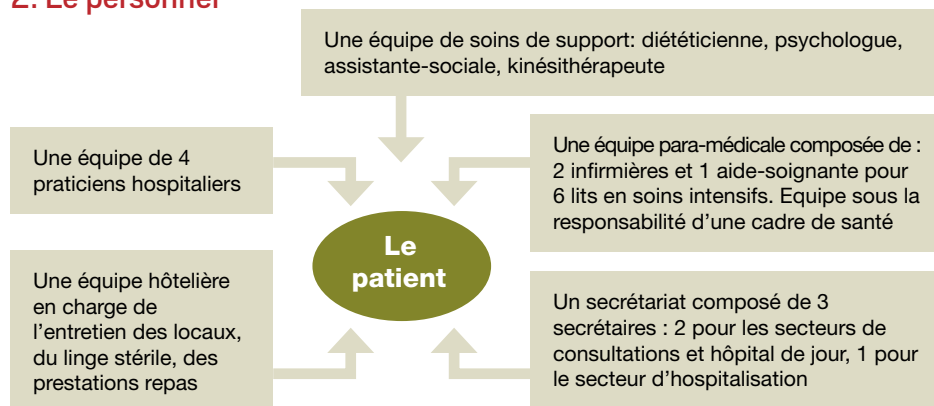 2. Le personnel
Une équipe de soins de support: diététicienne, psychologue,
assistante-sociale, kinésithérapeute
Une équipe de 4
praticiens hospitaliers
Une équipe para-médicale composée de :
2 infirmières et 1 aide-soignante pour
6 lits en soins intensifs. Equipe sous la
responsabilité d’une cadre de santé
Le
patient
Une équipe hôtelière
en charge de
l’entretien des locaux,
du linge stérile, des
prestations repas
Un secrétariat composé de 3
secrétaires : 2 pour les secteurs de
consultations et hôpital de jour, 1 pour
le secteur d’hospitalisation